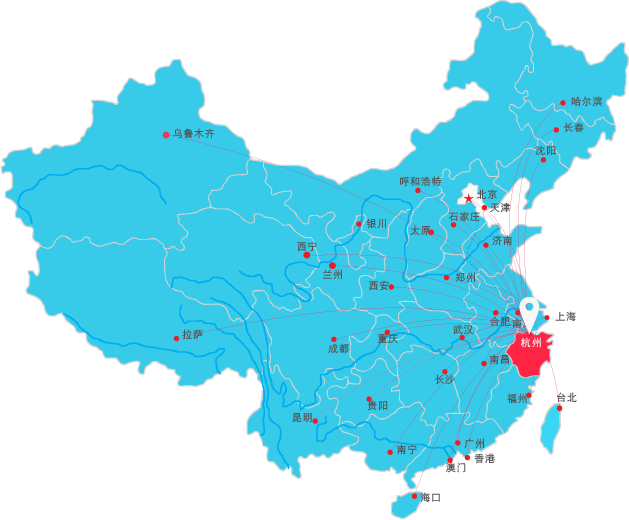 哈尔滨
长春
乌鲁木齐
沈阳
呼和浩特
北京
天津
石家庄
银川
太原
济南
西宁
兰州
郑州
西安
上海
合肥
南
武汉
拉萨
重庆
杭州
成都
南昌
长沙
台北
福州
贵阳
昆明
广州
南宁
香港
澳门
海口